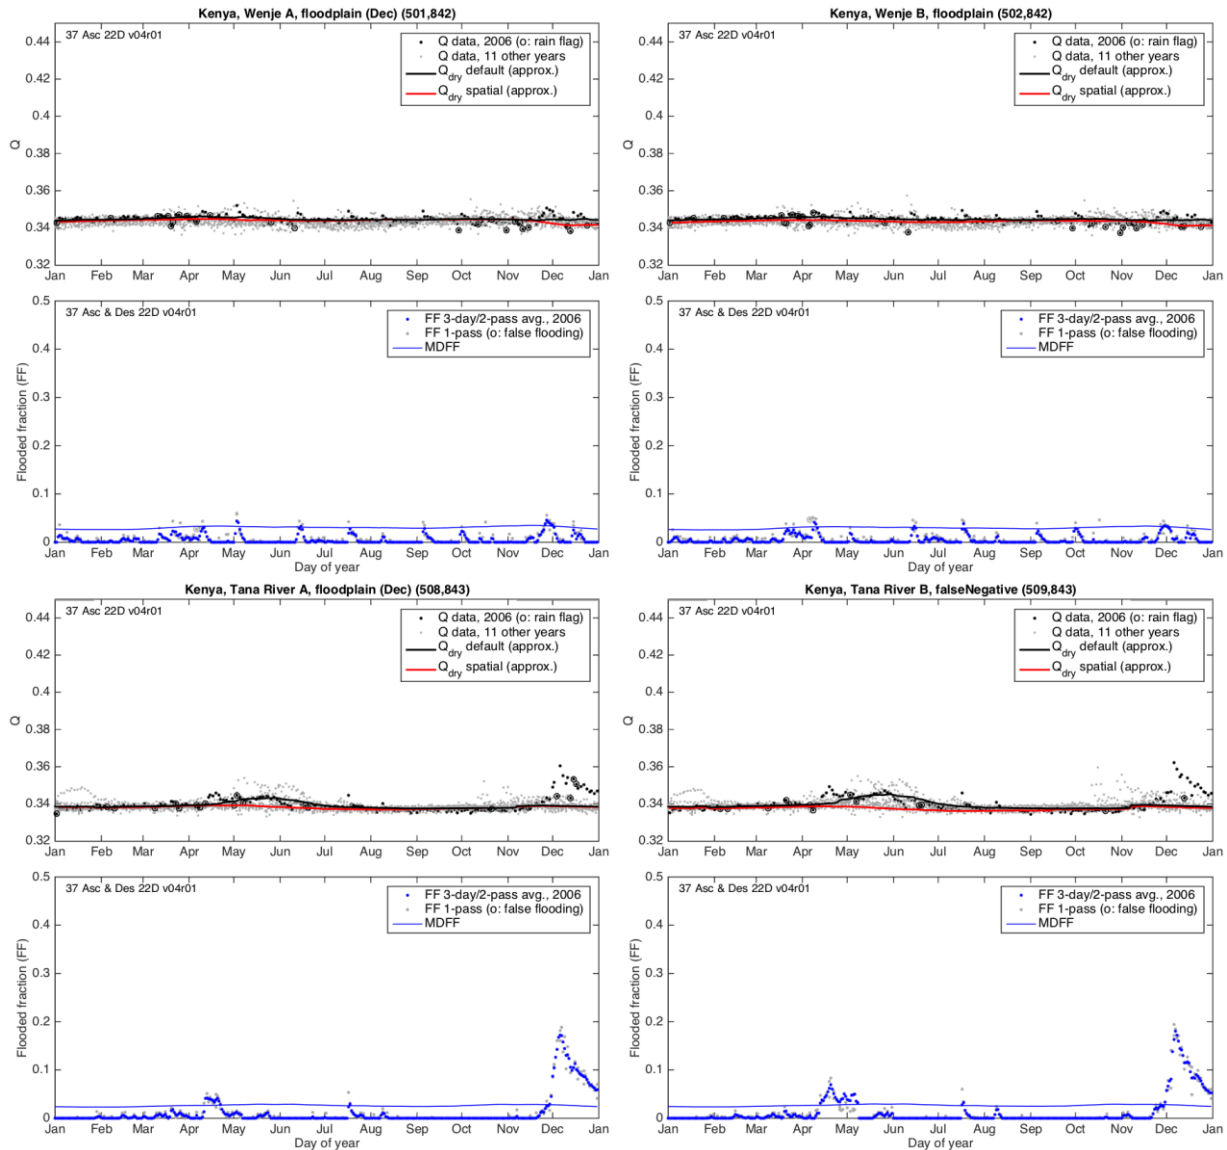 Kenya, Wenje A, floodplain (Dec) (501,842)
37 Asc 22D v04r01
Q data, 2006 (o: rain flag)
Q data, 11 other years
Qdry default (approx.)
Qdry spatial (approx.)
0.44
0.42
0.4
0.38
0.36
0.34
0.32
Q
Jan Feb Mar Apr May Jun Jul Aug Sep Oct Nov Dec Jan
Kenya, Wenje B, floodplain (502,842)
37 Asc 22D v04r01
Q data, 2006 (o: rain flag)
Q data, 11 other years
Qdry default (approx.)
Qdry spatial (approx.)
0.44
0.42
0.4
0.38
0.36
0.34
0.32
Q
Jan Feb Mar Apr May Jun Jul Aug Sep Oct Nov Dec Jan
37 Asc & Des 22D v04r01
FF 3-day/2-pass avg., 2006
FF 1-pass (o: false flooding)
MDFF
0.5
0.4
0.3
0.2
0.1
0
Flooded fraction (FF)
Jan Feb Mar Apr May Jun Jul Aug Sep Oct Nov Dec Jan
Day of year
37 Asc & Des 22D v04r01
FF 3-day/2-pass avg., 2006
FF 1-pass (o: false flooding)
MDFF
0.5
0.4
0.3
0.2
0.1
0
Flooded fraction (FF)
Jan Feb Mar Apr May Jun Jul Aug Sep Oct Nov Dec Jan
Day of year
Kenya, Tana River A, floodplain (Dec) (508,843)
37 Asc 22D v04r01
Q data, 2006 (o: rain flag)
Q data, 11 other years
Qdry default (approx.)
Qdry spatial (approx.)
0.44
0.42
0.4
0.38
0.36
0.34
0.32
Q
Jan Feb Mar Apr May Jun Jul Aug Sep Oct Nov Dec Jan
Kenya, Tana River B, falseNegative (509,843)
37 Asc 22D v04r01
Q data, 2006 (o: rain flag)
Q data, 11 other years
Qdry default (approx.)
Qdry spatial (approx.)
0.44
0.42
0.4
0.38
0.36
0.34
0.32
Q
Jan Feb Mar Apr May Jun Jul Aug Sep Oct Nov Dec Jan
37 Asc & Des 22D v04r01
FF 3-day/2-pass avg., 2006
FF 1-pass (o: false flooding)
MDFF
0.5
0.4
0.3
0.2
0.1
0
Flooded fraction (FF)
Jan Feb Mar Apr May Jun Jul Aug Sep Oct Nov Dec Jan
Day of year
37 Asc & Des 22D v04r01
FF 3-day/2-pass avg., 2006
FF 1-pass (o: false flooding)
MDFF
0.5
0.4
0.3
0.2
0.1
0
Flooded fraction (FF)
Jan Feb Mar Apr May Jun Jul Aug Sep Oct Nov Dec Jan
Day of year